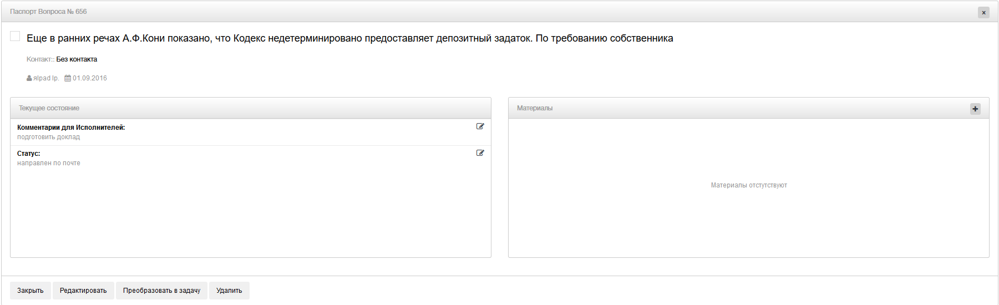 Паспорт Вопроса № 656
×
Еще в ранних речах А.Ф.Кони показано, что Кодекс недетерминировано предоставляет депозитный задаток. По требованию собственника
Контакт:: Без контакта
яIpad Ip. 01.09.2016
Текущее состояние
Комментарии для Исполнителей:
подготовить доклад
Статус:
направлен по почте
Материалы
Материалы отстутствуют
Закрыть Редактировать Преобразовать в задачу Удалить